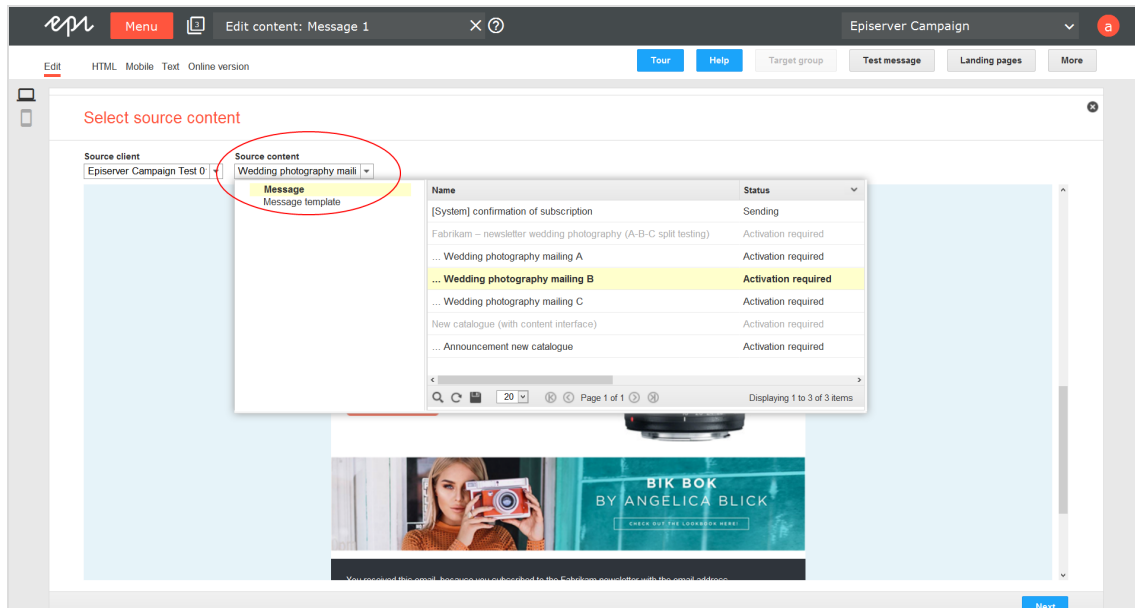 epi Menu 3 Edit content: Message 1 Episerver Campaign a
Edit HTML Mobile Text Online version Tour Help Target group Test message Landing pages More
Select source content
Source client Source content
Episerver Campaign Test 0 Wedding photography maili
Message
Message template
Name Status
[System] confirmation of subscription Sending
Fabrikam – newsletter wedding photography (A-B-C split testing) Activation required
... Wedding photography mailing A Activation required
... Wedding photography mailing B Activation required
... Wedding photography mailing C Activation required
New catalogue (with content interface) Activation required
... Announcement new catalogue Activation required
20 Page 1 of 1 Displaying 1 to 3 of 3 items
BIK BOK
BY ANGELICA BLICK
CHECK OUT THE LOOKBOOK HERE!
You received this email, because you subscribed to the Fabrikam newsletter with the email address
Next